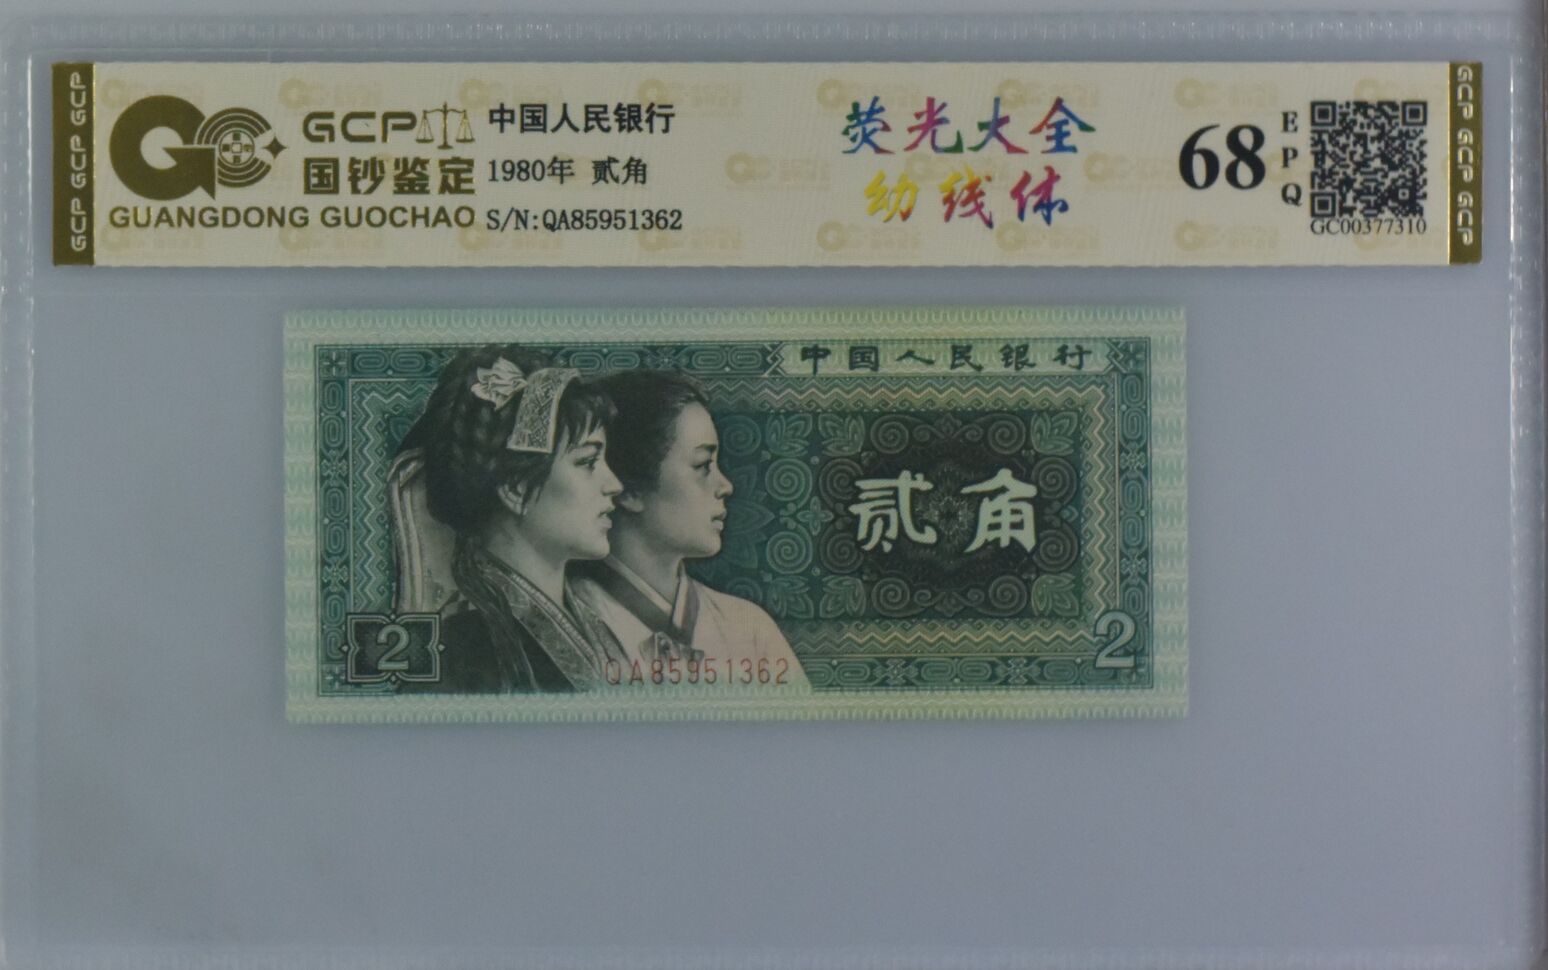 GCP GCP GCP
GCP
国钞鉴定
GUANGDONG GUOCHAO
中国人民银行
1980年 贰角
S/N:QA85951362
荧光大全
幼线体
68
EPQ
GC00377310
GCP GCP GCP
中国人民银行
贰角
2
2
QA85951362